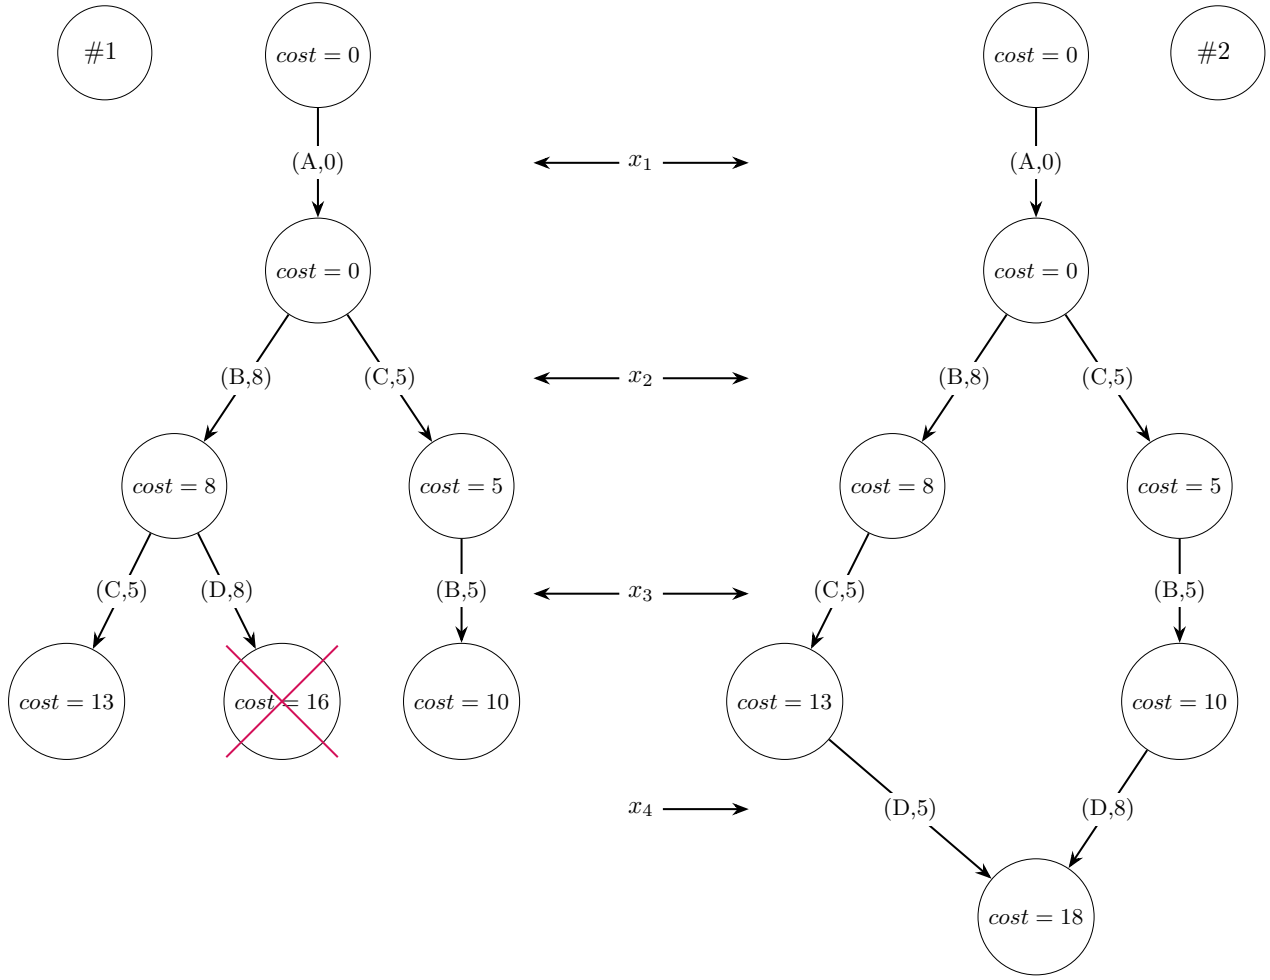 #1
cost = 0
cost = 0
#2
(A,0)
x₁
(A,0)
cost = 0
cost = 0
(B,8)
(C,5)
x₂
(B,8)
(C,5)
cost = 8
cost = 5
cost = 8
cost = 5
(C,5)
(D,8)
(B,5)
x₃
(C,5)
(B,5)
cost = 13
cost = 16
cost = 10
cost = 13
cost = 10
x₄
(D,5)
(D,8)
cost = 18